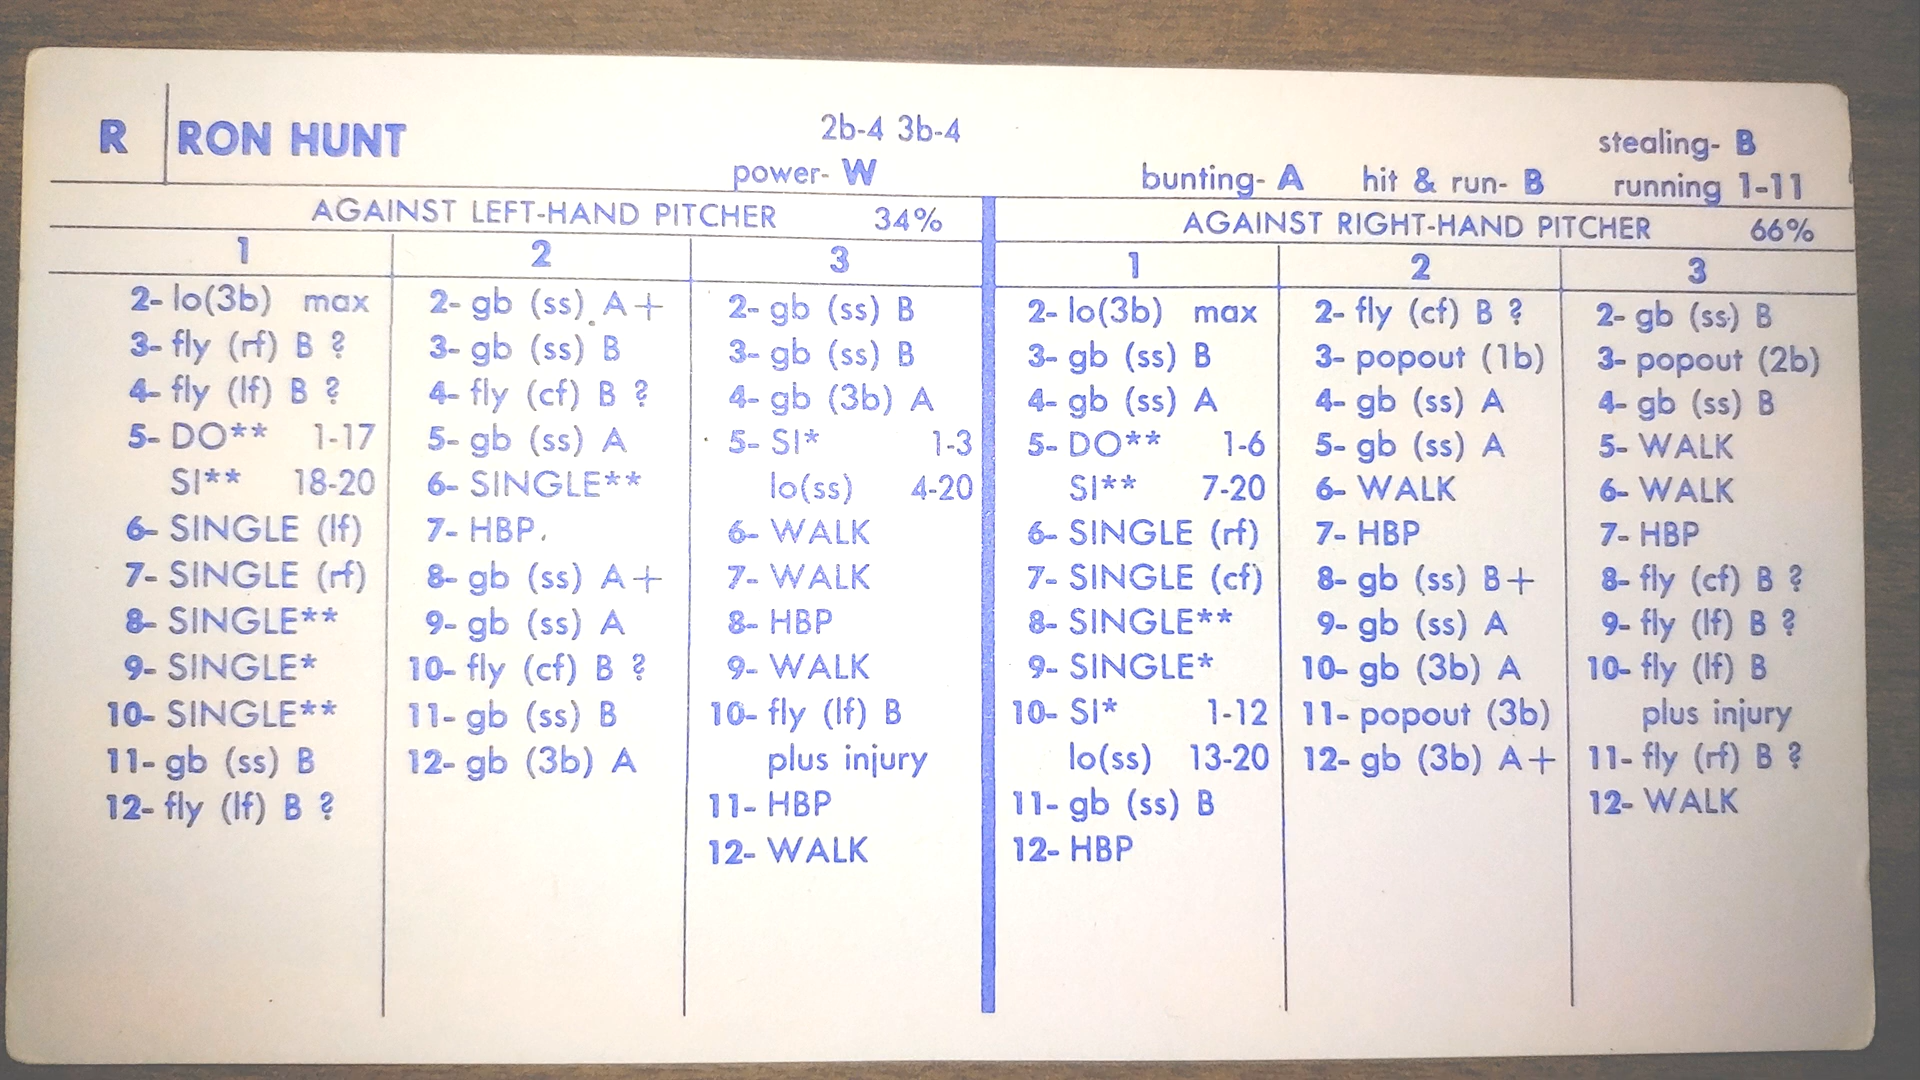 R RON HUNT
2b-4 3b-4
power- W
bunting- A hit & run- B
stealing- B
running 1-11
AGAINST LEFT-HAND PITCHER 34%
1
2- lo(3b) max
3- fly (rf) B ?
4- fly (lf) B ?
5- DO** 1-17
SI** 18-20
6- SINGLE (lf)
7- SINGLE (rf)
8- SINGLE**
9- SINGLE*
10- SINGLE**
11- gb (ss) B
12- fly (lf) B ?
2
2- gb (ss) A+
3- gb (ss) B
4- fly (cf) B ?
5- gb (ss) A
6- SINGLE**
7- HBP
8- gb (ss) A+
9- gb (ss) A
10- fly (cf) B ?
11- gb (ss) B
12- gb (3b) A
3
2- gb (ss) B
3- gb (ss) B
4- gb (3b) A
5- SI* 1-3
lo(ss) 4-20
6- WALK
7- WALK
8- HBP
9- WALK
10- fly (lf) B
plus injury
11- HBP
12- WALK
AGAINST RIGHT-HAND PITCHER 66%
1
2- lo(3b) max
3- gb (ss) B
4- gb (ss) A
5- DO** 1-6
SI** 7-20
6- SINGLE (rf)
7- SINGLE (cf)
8- SINGLE**
9- SINGLE*
10- SI* 1-12
lo(ss) 13-20
11- gb (ss) B
12- HBP
2
2- fly (cf) B ?
3- popout (1b)
4- gb (ss) A
5- gb (ss) A
6- WALK
7- HBP
8- gb (ss) B+
9- gb (ss) A
10- gb (3b) A
11- popout (3b)
12- gb (3b) A+
3
2- gb (ss) B
3- popout (2b)
4- gb (ss) B
5- WALK
6- WALK
7- HBP
8- fly (cf) B ?
9- fly (lf) B ?
10- fly (lf) B
plus injury
11- fly (rf) B ?
12- WALK